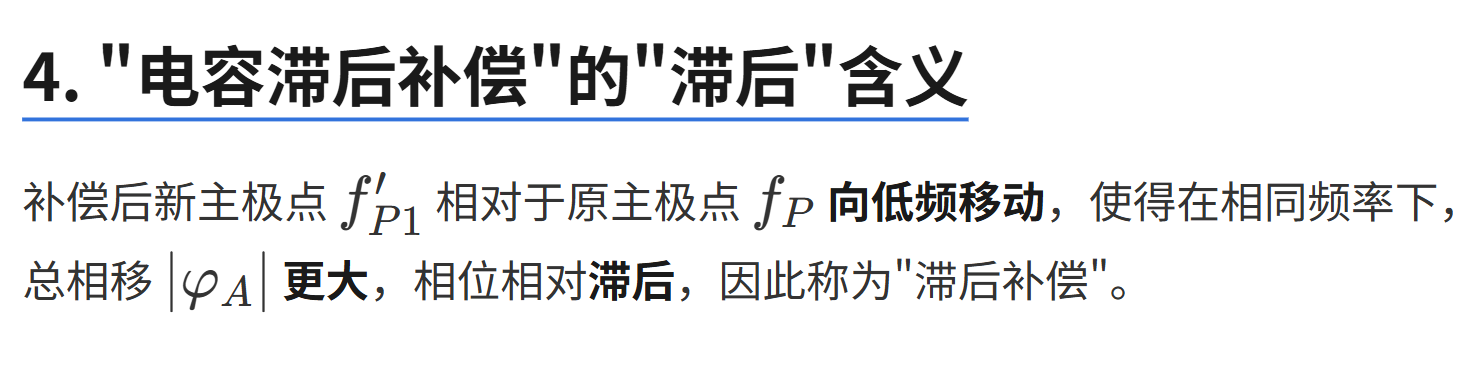 4. "电容滞后补偿"的"滞后"含义
补偿后新主极点 f′_{P1} 相对于原主极点 f_P 向低频移动，使得在相同频率下，
总相移 |φ_A| 更大，相位相对滞后，因此称为"滞后补偿"。